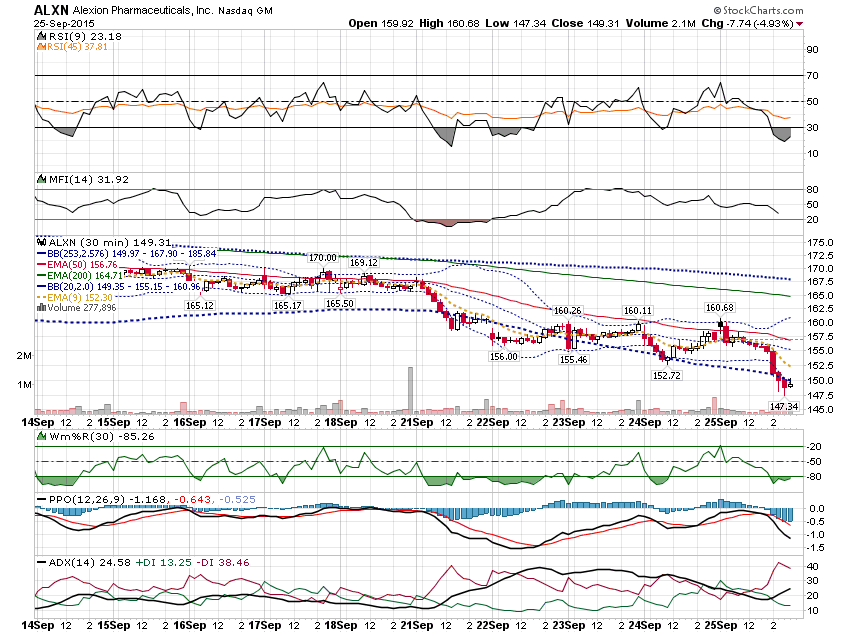 ALXN Alexion Pharmaceuticals, Inc. Nasdaq GM © StockCharts.com
25-Sep-2015 Open 159.92 High 160.68 Low 147.34 Close 149.31 Volume 2.1M Chg -7.74 (-4.93%)
RSI(9) 23.18
RSI(45) 37.81
90
70
50
30
10
MFI(14) 31.92
80
50
20
ALXN (30 min) 149.31
BB(253,2.576) 149.97 - 167.90 - 185.84
EMA(50) 156.76
EMA(200) 164.71
BB(20,2.0) 149.35 - 155.15 - 160.96
EMA(9) 152.30
Volume 277,896
175.0
172.5
170.0
167.5
165.0
162.5
160.0
157.5
155.0
152.5
150.0
147.5
145.0
2M
1M
165.12
165.17
170.00
165.50
169.12
156.00
160.26
155.46
160.11
152.72
160.68
147.34
14Sep 12 2 15Sep 12 2 16Sep 12 2 17Sep 12 2 18Sep 12 2 21Sep 12 2 22Sep 12 2 23Sep 12 2 24Sep 12 2 25Sep 12 2
Wm%R(30) -85.26
-20
-50
-80
PPO(12,26,9) -1.168, -0.643, -0.525
0.0
-0.5
-1.0
-1.5
ADX(14) 24.58 +DI 13.25 -DI 38.46
40
30
20
10
14Sep 12 2 15Sep 12 2 16Sep 12 2 17Sep 12 2 18Sep 12 2 21Sep 12 2 22Sep 12 2 23Sep 12 2 24Sep 12 2 25Sep 12 2